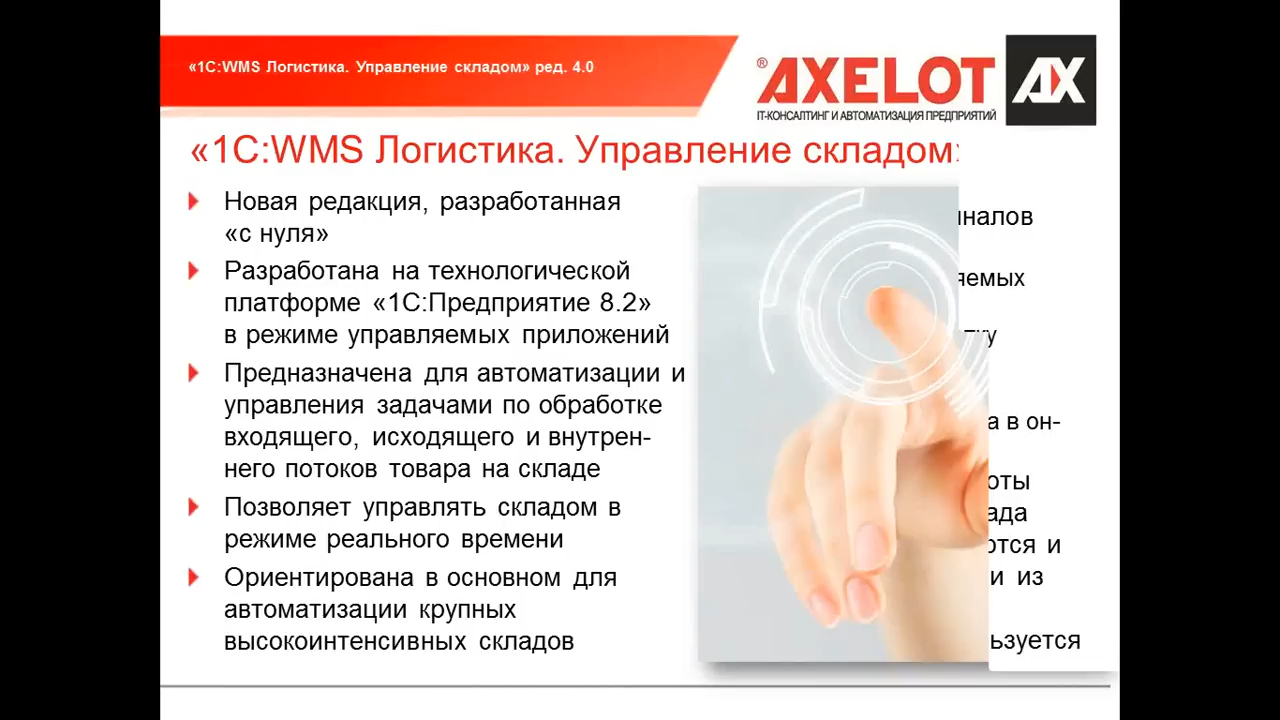 «1С:WMS Логистика. Управление складом» ред. 4.0
® AXELOT AX
IT-КОНСАЛТИНГ И АВТОМАТИЗАЦИЯ ПРЕДПРИЯТИЙ
«1С:WMS Логистика. Управление складом
Новая редакция, разработанная
«с нуля»
Разработана на технологической
платформе «1С:Предприятие 8.2»
в режиме управляемых приложений
Предназначена для автоматизации и
управления задачами по обработке
входящего, исходящего и внутрен-
него потоков товара на складе
Позволяет управлять складом в
режиме реального времени
Ориентирована в основном для
автоматизации крупных
высокоинтенсивных складов
а в он-
и из